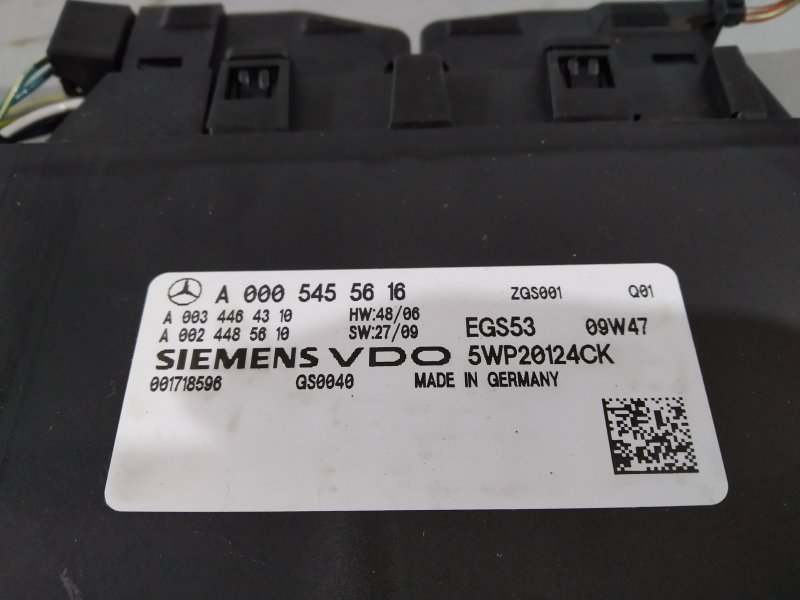 A 000 545 56 16 ZGS001 Q01
A 003 446 43 10 HW:48/06
A 002 448 56 10 SW:27/09 EGS53 09W47
SIEMENS VDO 5WP20124CK
001718596 GS0040 MADE IN GERMANY